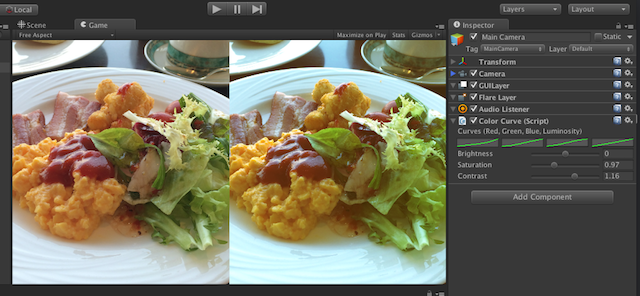 Local
Layers
Layout
Scene
Game
Free Aspect
Maximize on Play
Stats
Gizmos
Inspector
Main Camera
Static
Tag
MainCamera
Layer
Default
Transform
Camera
GUILayer
Flare Layer
Audio Listener
Color Curve (Script)
Curves (Red, Green, Blue, Luminosity)
Brightness 0
Saturation 0.97
Contrast 1.16
Add Component